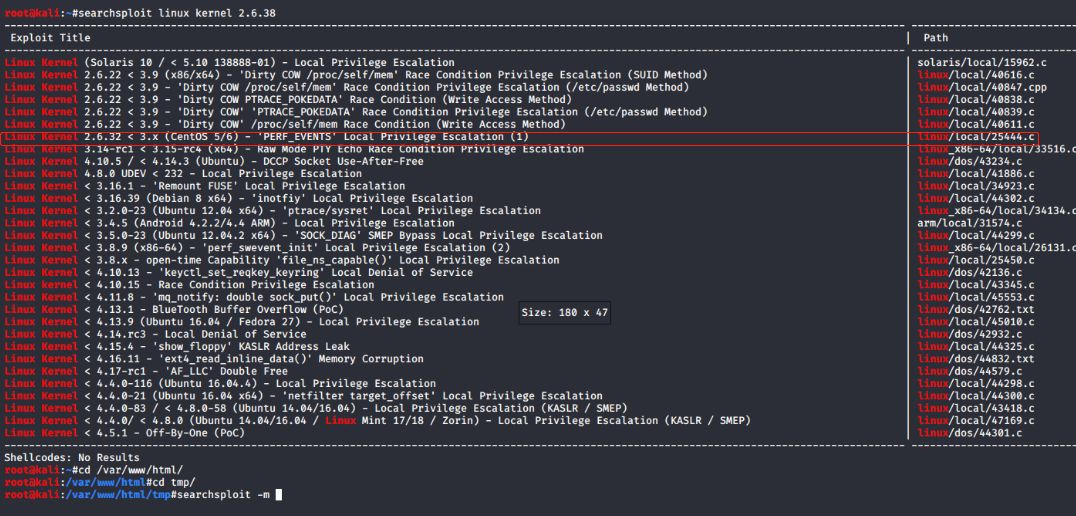 root@kali:~#searchsploit linux kernel 2.6.38
Exploit Title | Path
Linux Kernel (Solaris 10 / < 5.10 138888-01) - Local Privilege Escalation | solaris/local/15962.c
Linux Kernel 2.6.22 < 3.9 (x86/x64) - 'Dirty COW /proc/self/mem' Race Condition Privilege Escalation (SUID Method) | linux/local/40616.c
Linux Kernel 2.6.22 < 3.9 - 'Dirty COW /proc/self/mem' Race Condition Privilege Escalation (/etc/passwd Method) | linux/local/40847.cpp
Linux Kernel 2.6.22 < 3.9 - 'Dirty COW PTRACE_POKEDATA' Race Condition (Write Access Method) | linux/local/40838.c
Linux Kernel 2.6.22 < 3.9 - 'Dirty COW' 'PTRACE_POKEDATA' Race Condition Privilege Escalation (/etc/passwd Method) | linux/local/40839.c
Linux Kernel 2.6.22 < 3.9 - 'Dirty COW' /proc/self/mem Race Condition (Write Access Method) | linux/local/40611.c
Linux Kernel 2.6.32 < 3.x (CentOS 5/6) - 'PERF_EVENTS' Local Privilege Escalation (1) | linux/local/25444.c
Linux Kernel 3.14-rc1 < 3.15-rc4 (x64) - Raw Mode PTY Echo Race Condition Privilege Escalation | linux_x86-64/local/33516.c
Linux Kernel 4.10.5 / < 4.14.3 (Ubuntu) - DCCP Socket Use-After-Free | linux/dos/43234.c
Linux Kernel 4.8.0 UDEV < 232 - Local Privilege Escalation | linux/local/41886.c
Linux Kernel < 3.16.1 - 'Remount FUSE' Local Privilege Escalation | linux/local/34923.c
Linux Kernel < 3.16.39 (Debian 8 x64) - 'inotfiy' Local Privilege Escalation | linux/local/44302.c
Linux Kernel < 3.2.0-23 (Ubuntu 12.04 x64) - 'ptrace/sysret' Local Privilege Escalation | linux_x86-64/local/34134.c
Linux Kernel < 3.4.5 (Android 4.2.2/4.4 ARM) - Local Privilege Escalation | arm/local/31574.c
Linux Kernel < 3.5.0-23 (Ubuntu 12.04.2 x64) - 'SOCK_DIAG' SMEP Bypass Local Privilege Escalation | linux/local/44299.c
Linux Kernel < 3.8.9 (x86-64) - 'perf_swevent_init' Local Privilege Escalation (2) | linux_x86-64/local/26131.c
Linux Kernel < 3.8.x - open-time Capability 'file_ns_capable()' Local Privilege Escalation | linux/local/25450.c
Linux Kernel < 4.10.13 - 'keyctl_set_reqkey_keyring' Local Denial of Service | linux/dos/42136.c
Linux Kernel < 4.10.15 - Race Condition Privilege Escalation | linux/local/43345.c
Linux Kernel < 4.11.8 - 'mq_notify: double sock_put()' Local Privilege Escalation | linux/local/45553.c
Linux Kernel < 4.13.1 - BlueTooth Buffer Overflow (PoC) | linux/dos/42762.txt
Size: 180 x 47
Linux Kernel < 4.13.9 (Ubuntu 16.04 / Fedora 27) - Local Privilege Escalation | linux/local/45010.c
Linux Kernel < 4.14.rc3 - Local Denial of Service | linux/dos/42932.c
Linux Kernel < 4.15.4 - 'show_floppy' KASLR Address Leak | linux/local/44325.c
Linux Kernel < 4.16.11 - 'ext4_read_inline_data()' Memory Corruption | linux/dos/44832.txt
Linux Kernel < 4.17-rc1 - 'AF_LLC' Double Free | linux/dos/44579.c
Linux Kernel < 4.4.0-116 (Ubuntu 16.04.4) - Local Privilege Escalation | linux/local/44298.c
Linux Kernel < 4.4.0-21 (Ubuntu 16.04 x64) - 'netfilter target_offset' Local Privilege Escalation | linux/local/44300.c
Linux Kernel < 4.4.0-83 / < 4.8.0-58 (Ubuntu 14.04/16.04) - Local Privilege Escalation (KASLR / SMEP) | linux/local/43418.c
Linux Kernel < 4.4.0/ < 4.8.0 (Ubuntu 14.04/16.04 / Linux Mint 17/18 / Zorin) - Local Privilege Escalation (KASLR / SMEP) | linux/local/47169.c
Linux Kernel < 4.5.1 - Off-By-One (PoC) | linux/dos/44301.c
Shellcodes: No Results
root@kali:~#cd /var/www/html/
root@kali:/var/www/html#cd tmp/
root@kali:/var/www/html/tmp#searchsploit -m